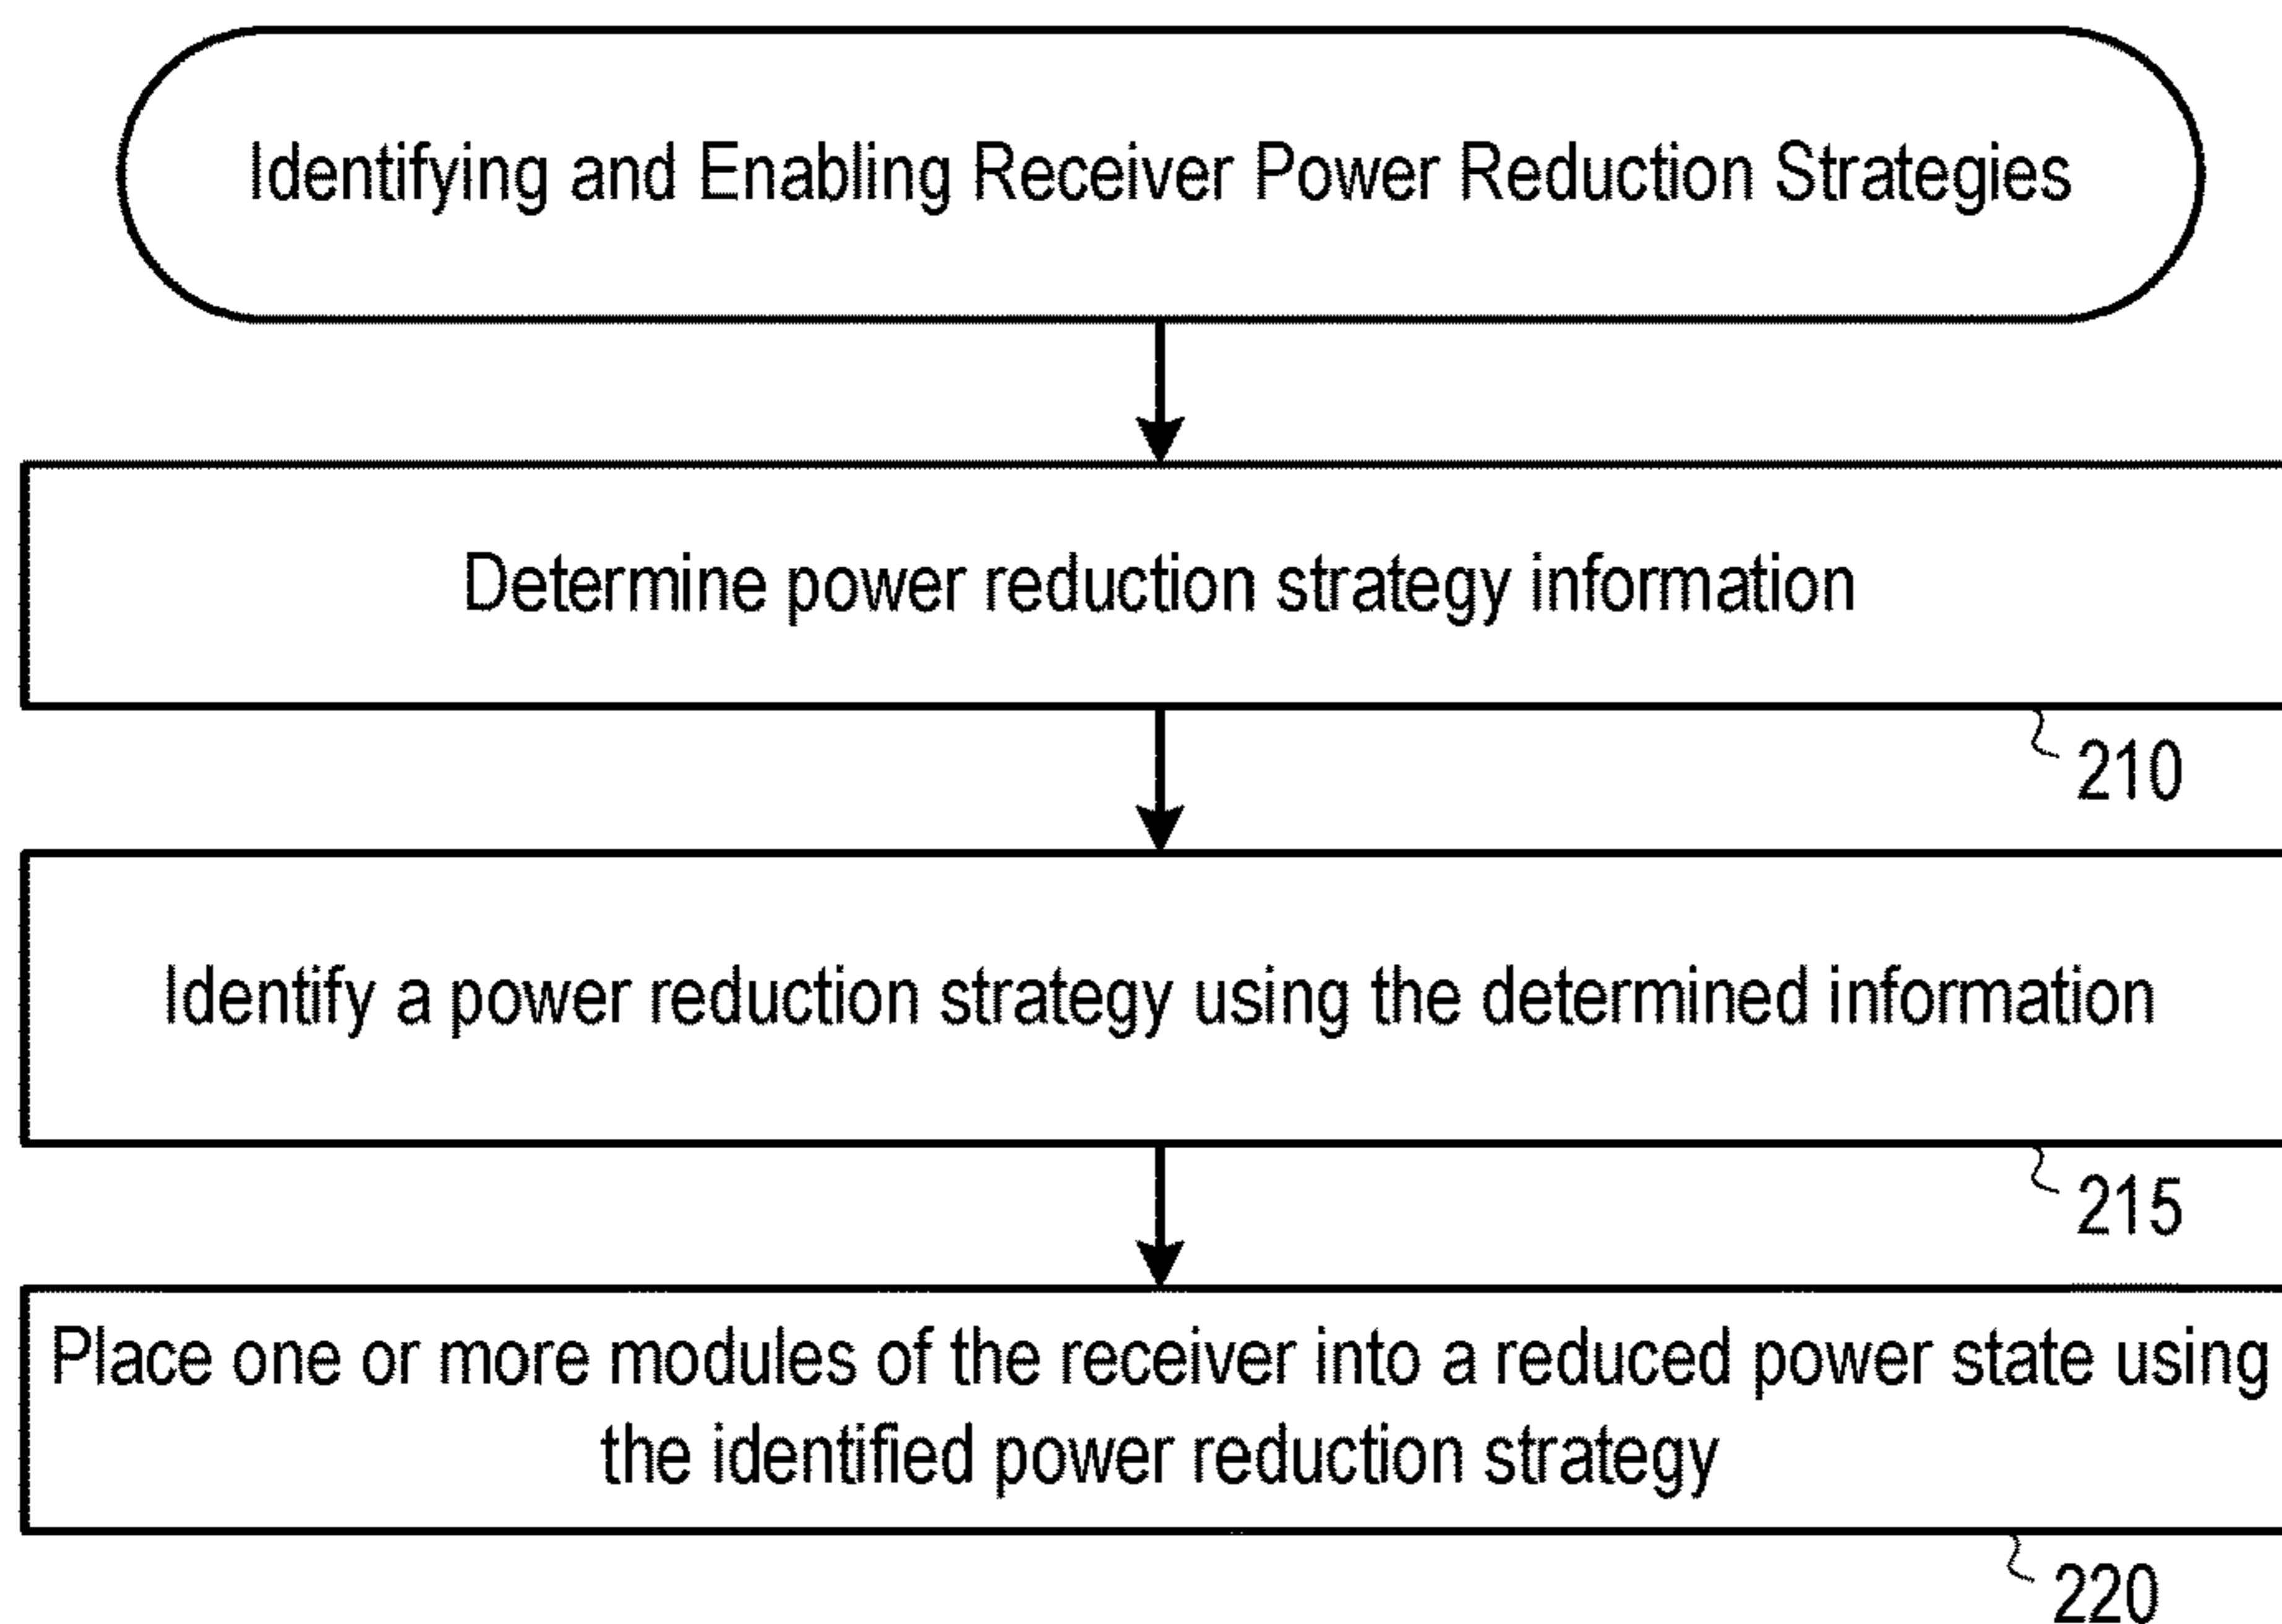 Identifying and Enabling Receiver Power Reduction Strategies
Determine power reduction strategy information
210
Identify a power reduction strategy using the determined information
215
Place one or more modules of the receiver into a reduced power state using
the identified power reduction strategy
220